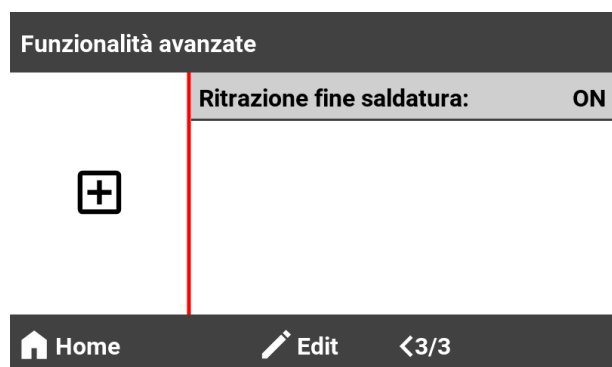 Funzionalità avanzate
Ritrazione fine saldatura: ON
Home Edit <3/3